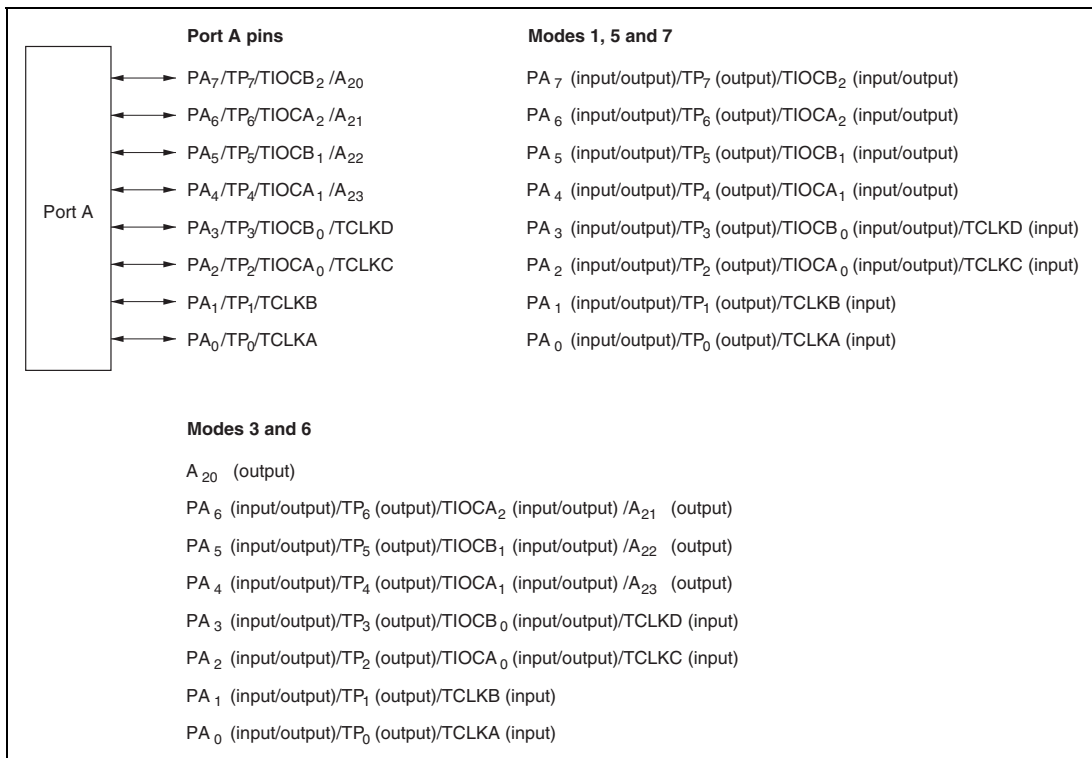 Port A pins Modes 1, 5 and 7
PA7/TP7/TIOCB2 /A20 PA 7 (input/output)/TP7 (output)/TIOCB2 (input/output)
PA6/TP6/TIOCA2 /A21 PA 6 (input/output)/TP6 (output)/TIOCA2 (input/output)
PA5/TP5/TIOCB1 /A22 PA 5 (input/output)/TP5 (output)/TIOCB1 (input/output)
PA4/TP4/TIOCA1 /A23 PA 4 (input/output)/TP4 (output)/TIOCA1 (input/output)
Port A
PA3/TP3/TIOCB0 /TCLKD PA 3 (input/output)/TP3 (output)/TIOCB0 (input/output)/TCLKD (input)
PA2/TP2/TIOCA0 /TCLKC PA 2 (input/output)/TP2 (output)/TIOCA0 (input/output)/TCLKC (input)
PA1/TP1/TCLKB PA 1 (input/output)/TP1 (output)/TCLKB (input)
PA0/TP0/TCLKA PA 0 (input/output)/TP0 (output)/TCLKA (input)
Modes 3 and 6
A 20 (output)
PA 6 (input/output)/TP6 (output)/TIOCA2 (input/output) /A21 (output)
PA 5 (input/output)/TP5 (output)/TIOCB1 (input/output) /A22 (output)
PA 4 (input/output)/TP4 (output)/TIOCA1 (input/output) /A23 (output)
PA 3 (input/output)/TP3 (output)/TIOCB0 (input/output)/TCLKD (input)
PA 2 (input/output)/TP2 (output)/TIOCA0 (input/output)/TCLKC (input)
PA 1 (input/output)/TP1 (output)/TCLKB (input)
PA 0 (input/output)/TP0 (output)/TCLKA (input)